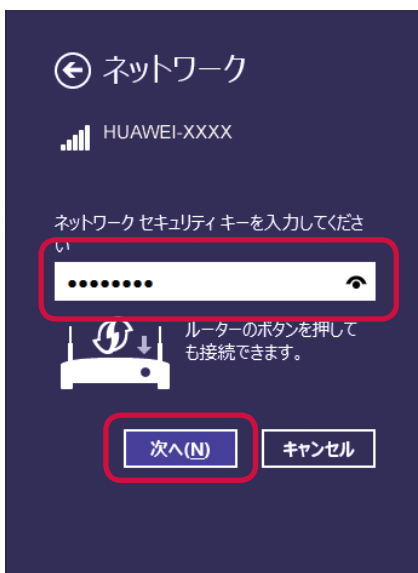 ネットワーク
HUAWEI-XXXX
ネットワーク セキュリティ キーを入力してくださ
い
••••••••
ルーターのボタンを押して
も接続できます。
次へ(N)
キャンセル